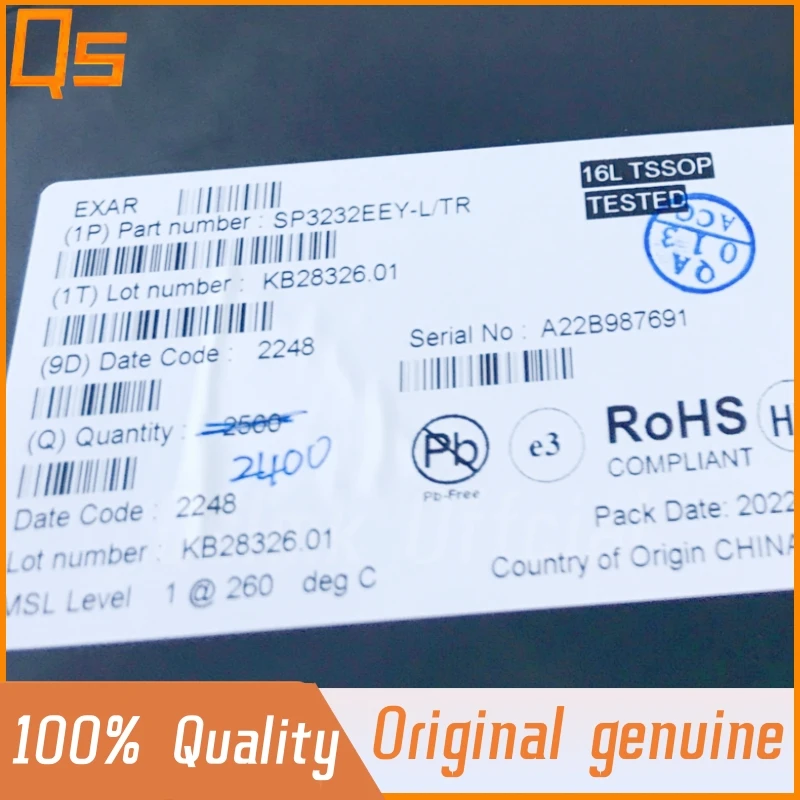 Qs
16L TSSOP
TESTED
EXAR
(1P) Part number : SP3232EEY-L/TR
QA
013
ACQ
(1T) Lot number : KB28326.01
Serial No : A22B987691
(9D) Date Code : 2248
(Q) Quantity : 2500
2400
Pb
Pb-Free
e3
RoHS
COMPLIANT
H
Date Code : 2248
Pack Date: 2022
Lot number : KB28326.01
Country of Origin CHINA
MSL Level 1 @ 260 deg C
100% Quality
Original genuine